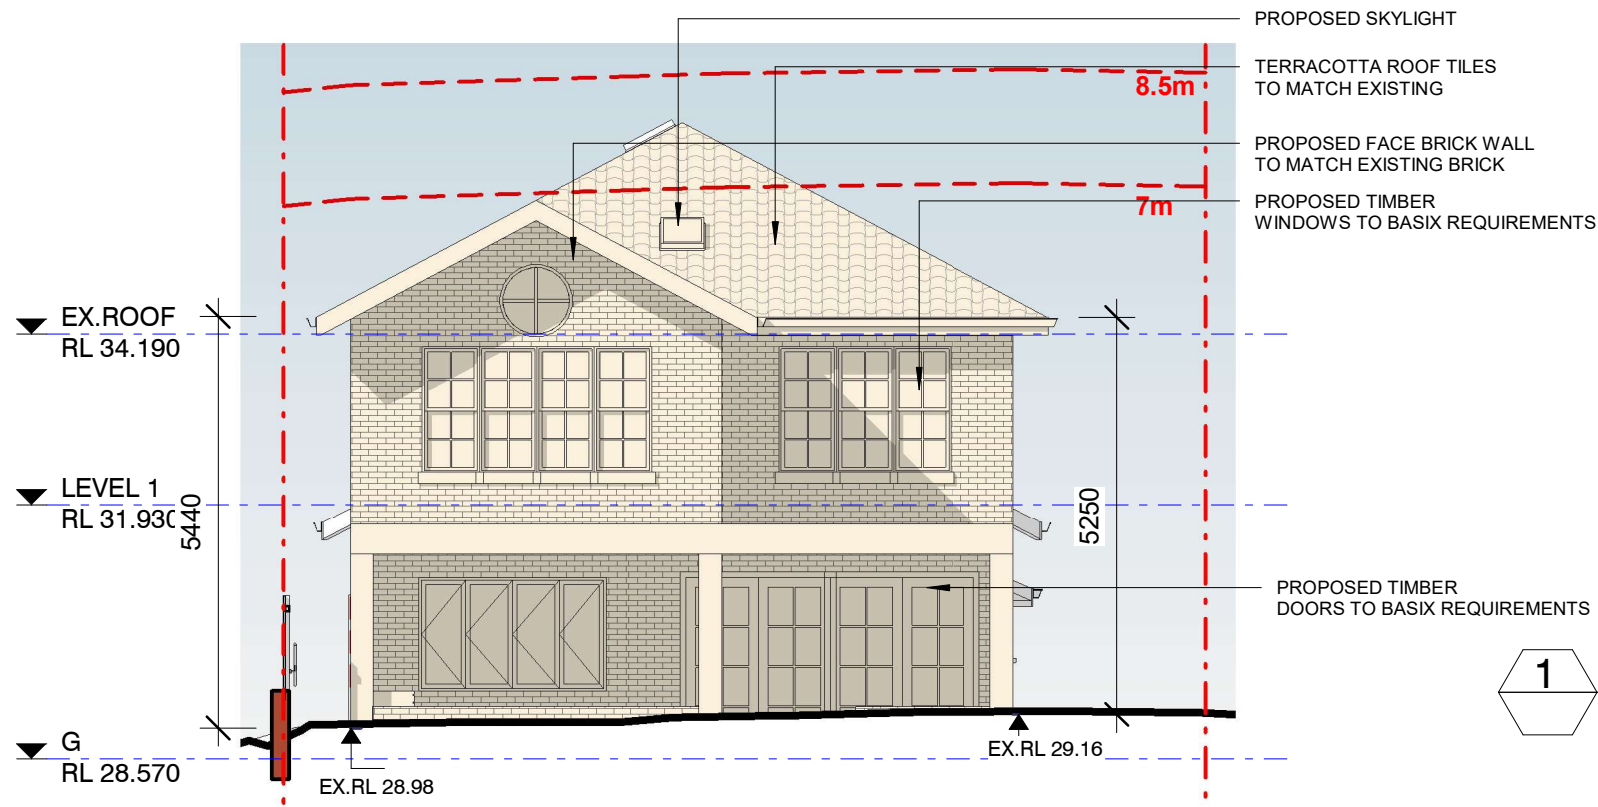 PROPOSED SKYLIGHT
TERRACOTTA ROOF TILES
TO MATCH EXISTING
8.5m
PROPOSED FACE BRICK WALL
TO MATCH EXISTING BRICK
PROPOSED TIMBER
WINDOWS TO BASIX REQUIREMENTS
7m
EX.ROOF
RL 34.190
LEVEL 1
RL 31.930
5440
5250
PROPOSED TIMBER
DOORS TO BASIX REQUIREMENTS
1
G
RL 28.570
EX.RL 28.98
EX.RL 29.16